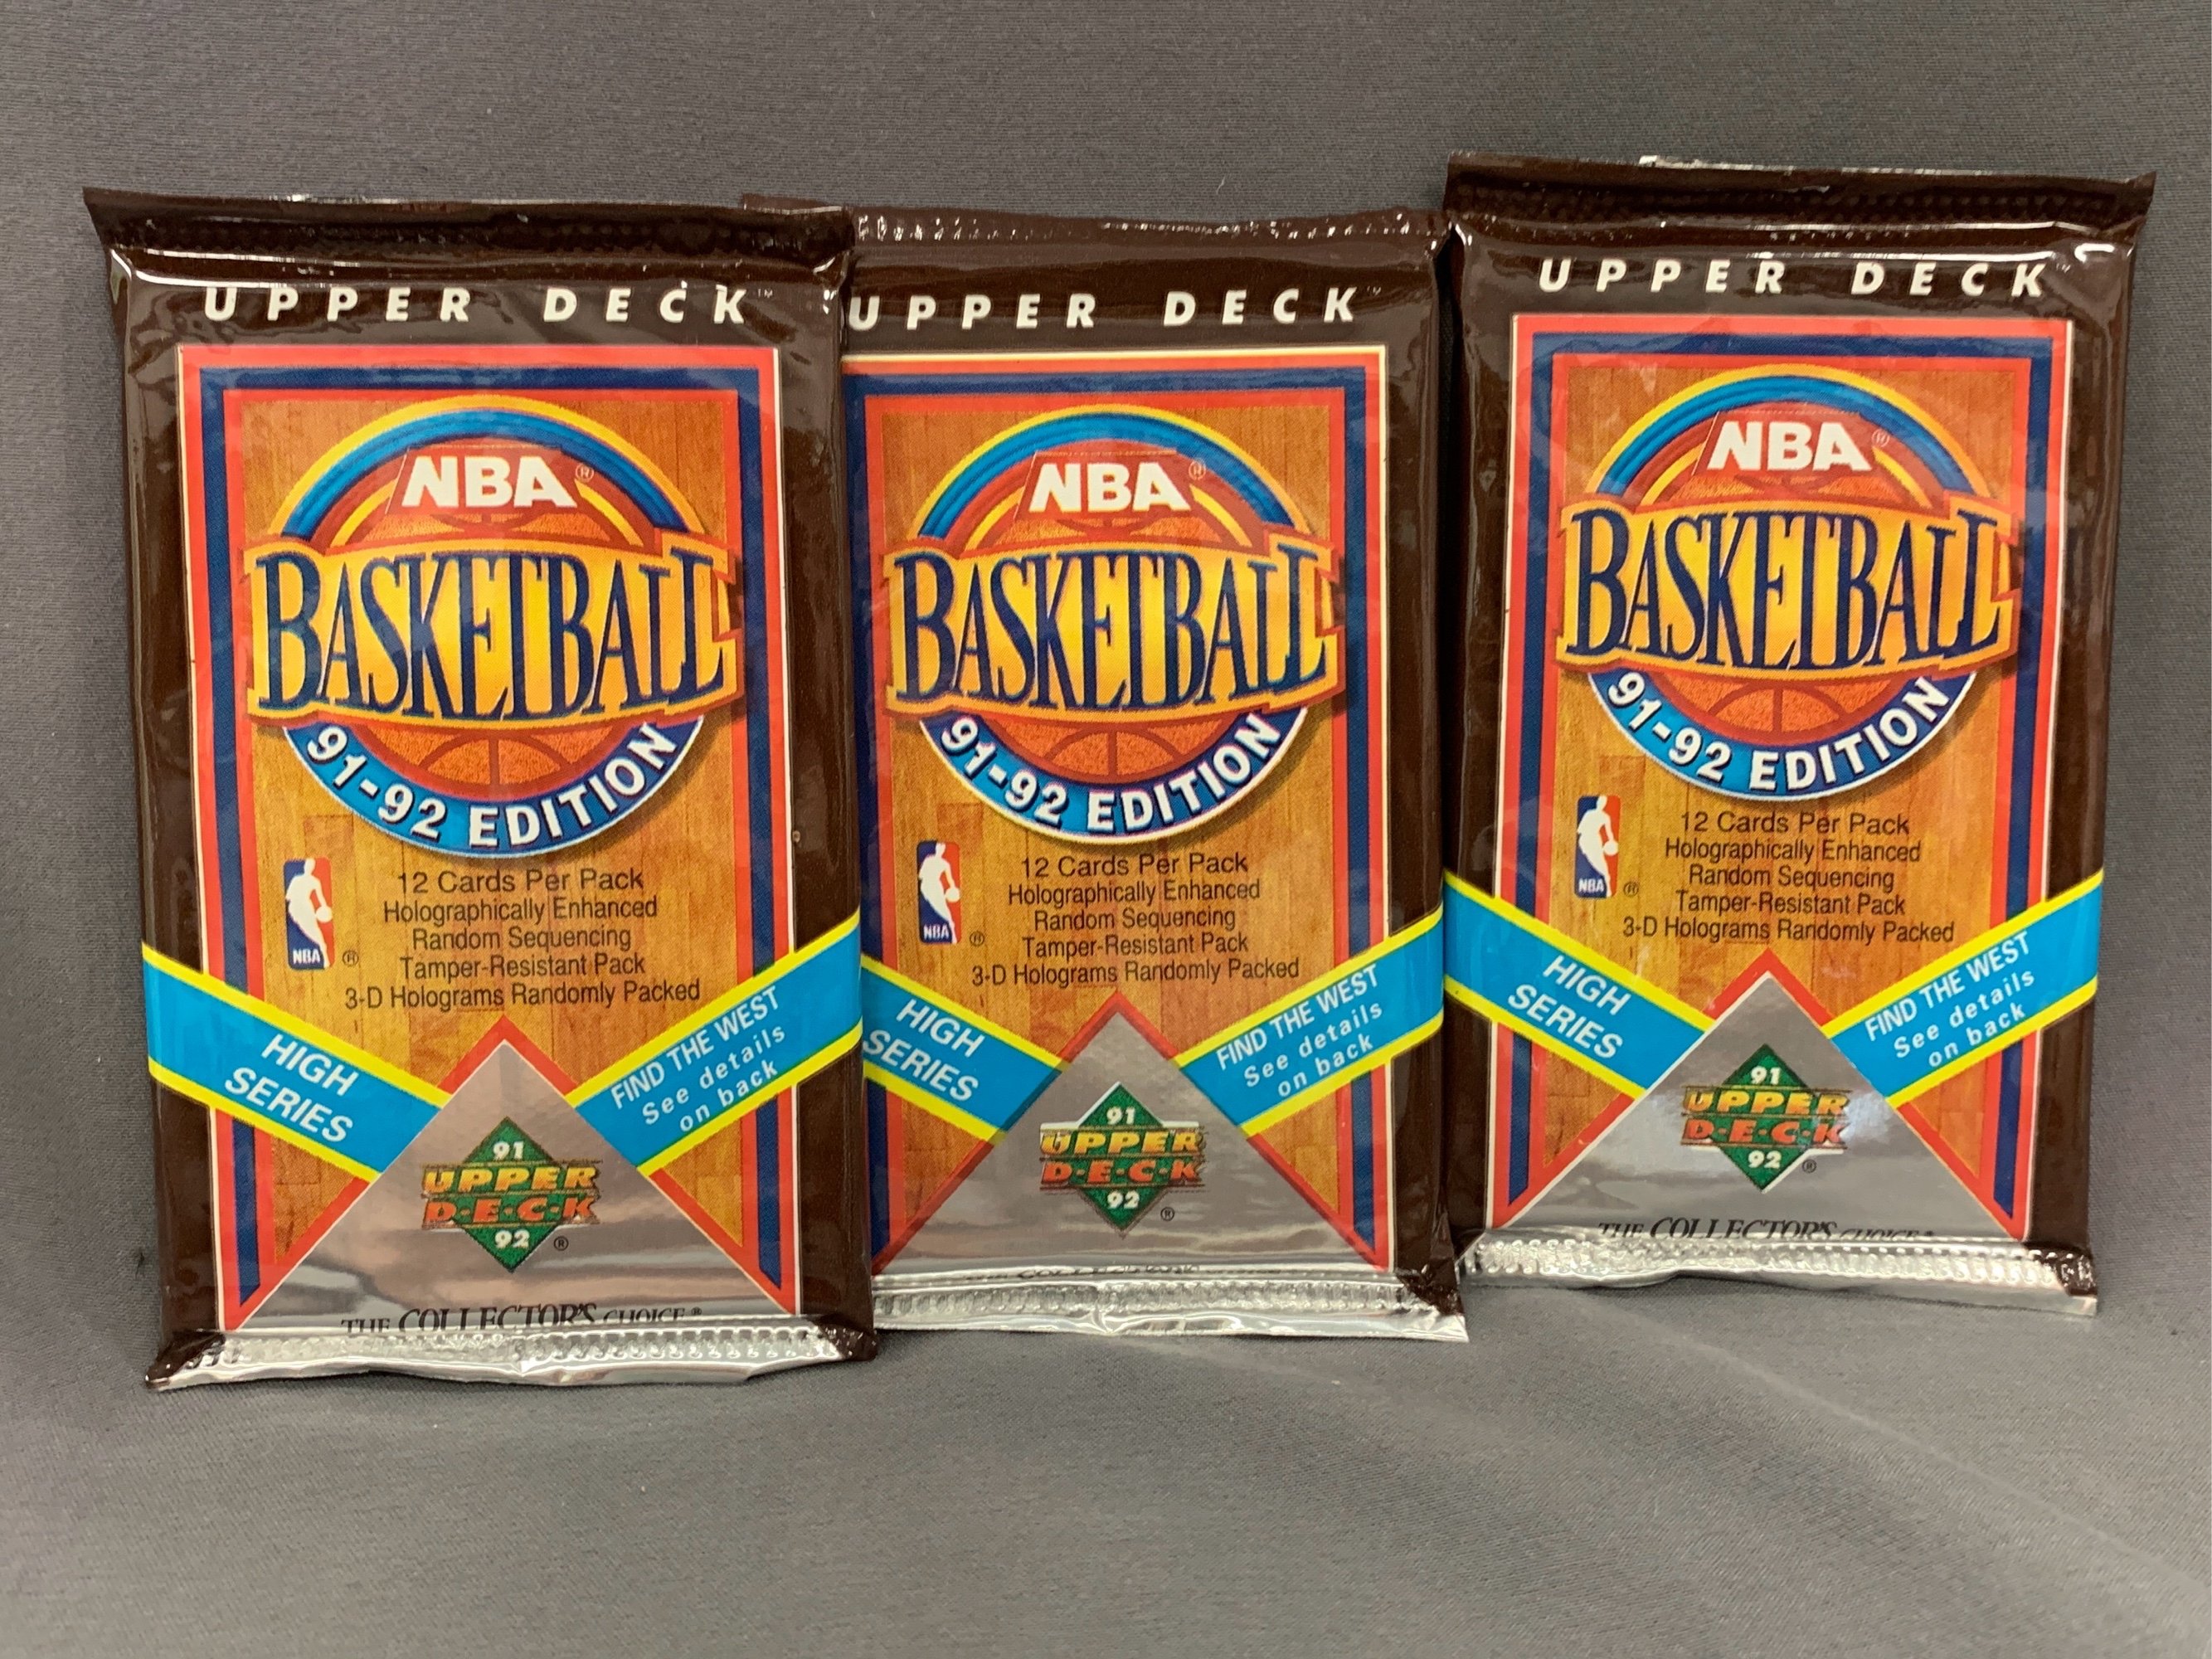 UPPER DECK™
NBA®
BASKETBALL
91-92 EDITION
NBA ®
12 Cards Per Pack
Holographically Enhanced
Random Sequencing
Tamper-Resistant Pack
3-D Holograms Randomly Packed
HIGH
SERIES
FIND THE WEST
See details
on back
91
UPPER
D·E·C·K
92 ®
THE COLLECTOR'S CHOICE®
UPPER DECK™
NBA®
BASKETBALL
91-92 EDITION
NBA ®
12 Cards Per Pack
Holographically Enhanced
Random Sequencing
Tamper-Resistant Pack
3-D Holograms Randomly Packed
HIGH
SERIES
FIND THE WEST
See details
on back
91
UPPER
D·E·C·K
92 ®
UPPER DECK
NBA®
BASKETBALL
91-92 EDITION
NBA ®
12 Cards Per Pack
Holographically Enhanced
Random Sequencing
Tamper-Resistant Pack
3-D Holograms Randomly Packed
HIGH
SERIES
FIND THE WEST
See details
on back
91
UPPER
D·E·C·K
92 ®
THE COLLECTOR'S CHOICE